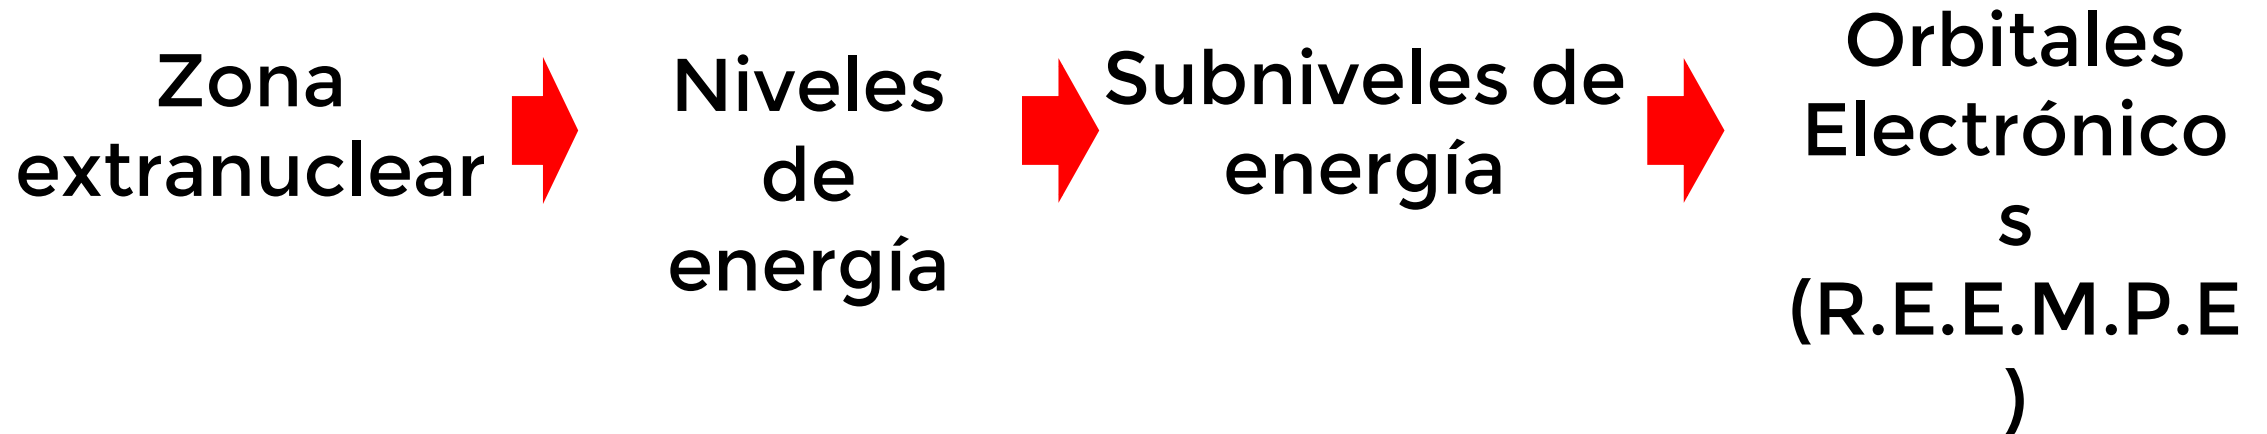 Zona
extranuclear
Niveles
de
energía
Subniveles de
energía
Orbitales
Electrónico
s
(R.E.E.M.P.E
)